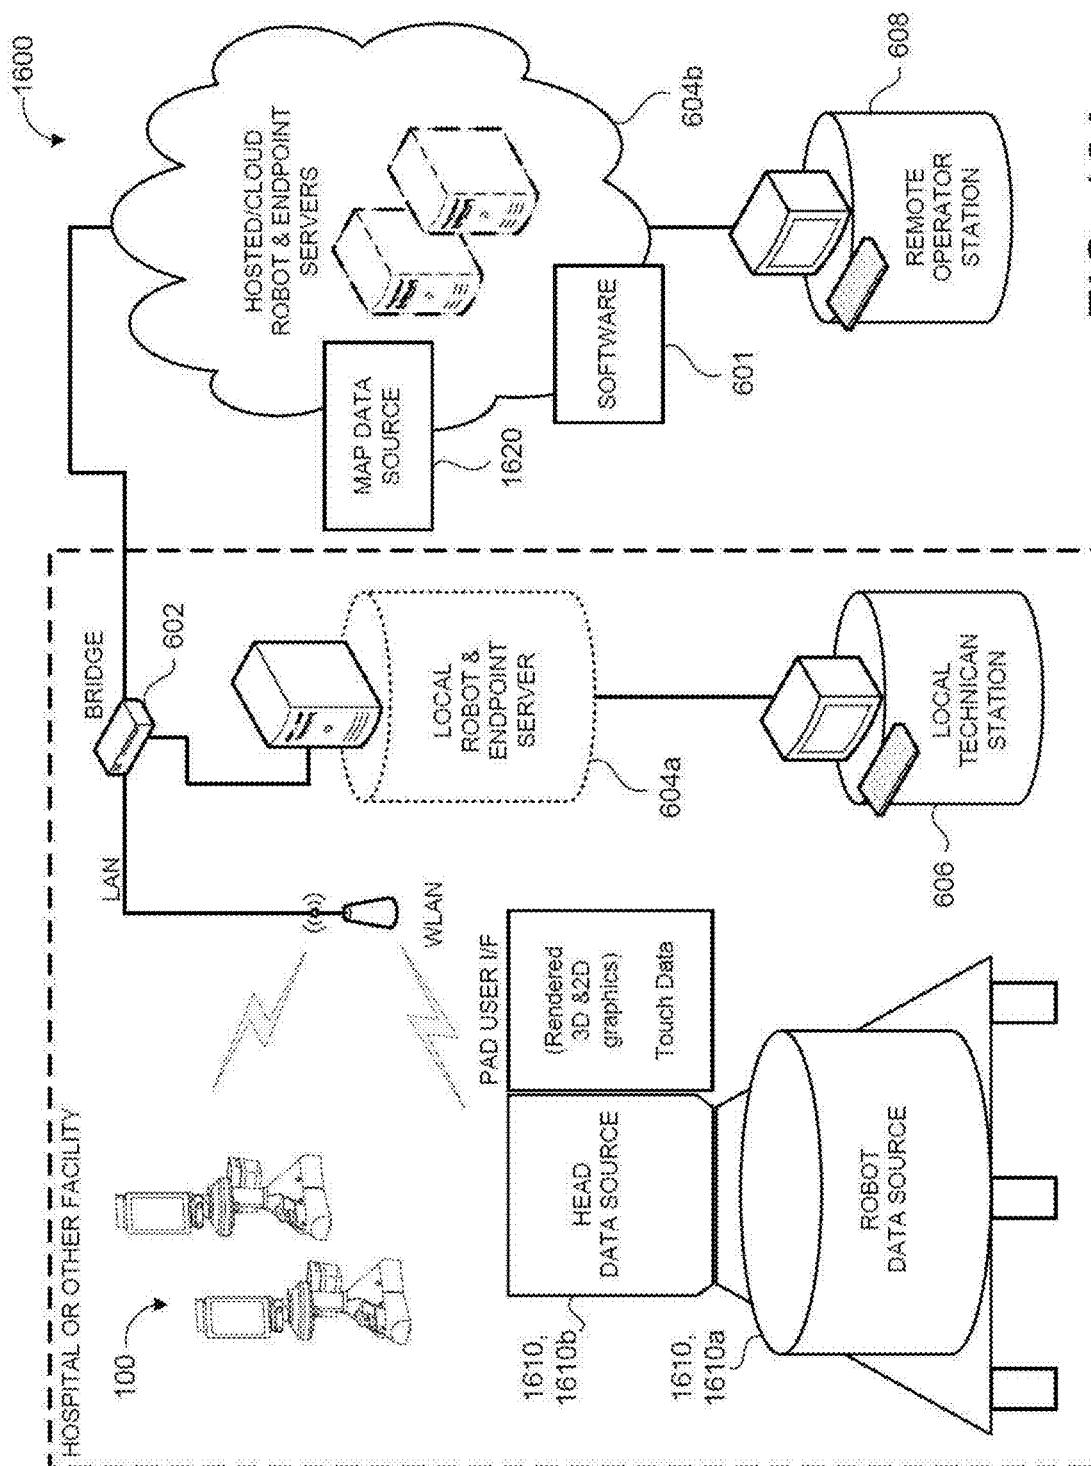 1600
HOSTED/CLOUD
ROBOT & ENDPOINT
SERVERS
604b
MAP DATA
SOURCE
1620
SOFTWARE
601
REMOTE
OPERATOR
STATION
608
HOSPITAL OR OTHER FACILITY
BRIDGE
602
LAN
WLAN
LOCAL
ROBOT &
ENDPOINT
SERVER
604a
LOCAL
TECHNICAN
STATION
606
100
PAD USER I/F
(Rendered
3D &2D
graphics)
Touch Data
HEAD
DATA SOURCE
1610,
1610b
ROBOT
DATA SOURCE
1610,
1610a